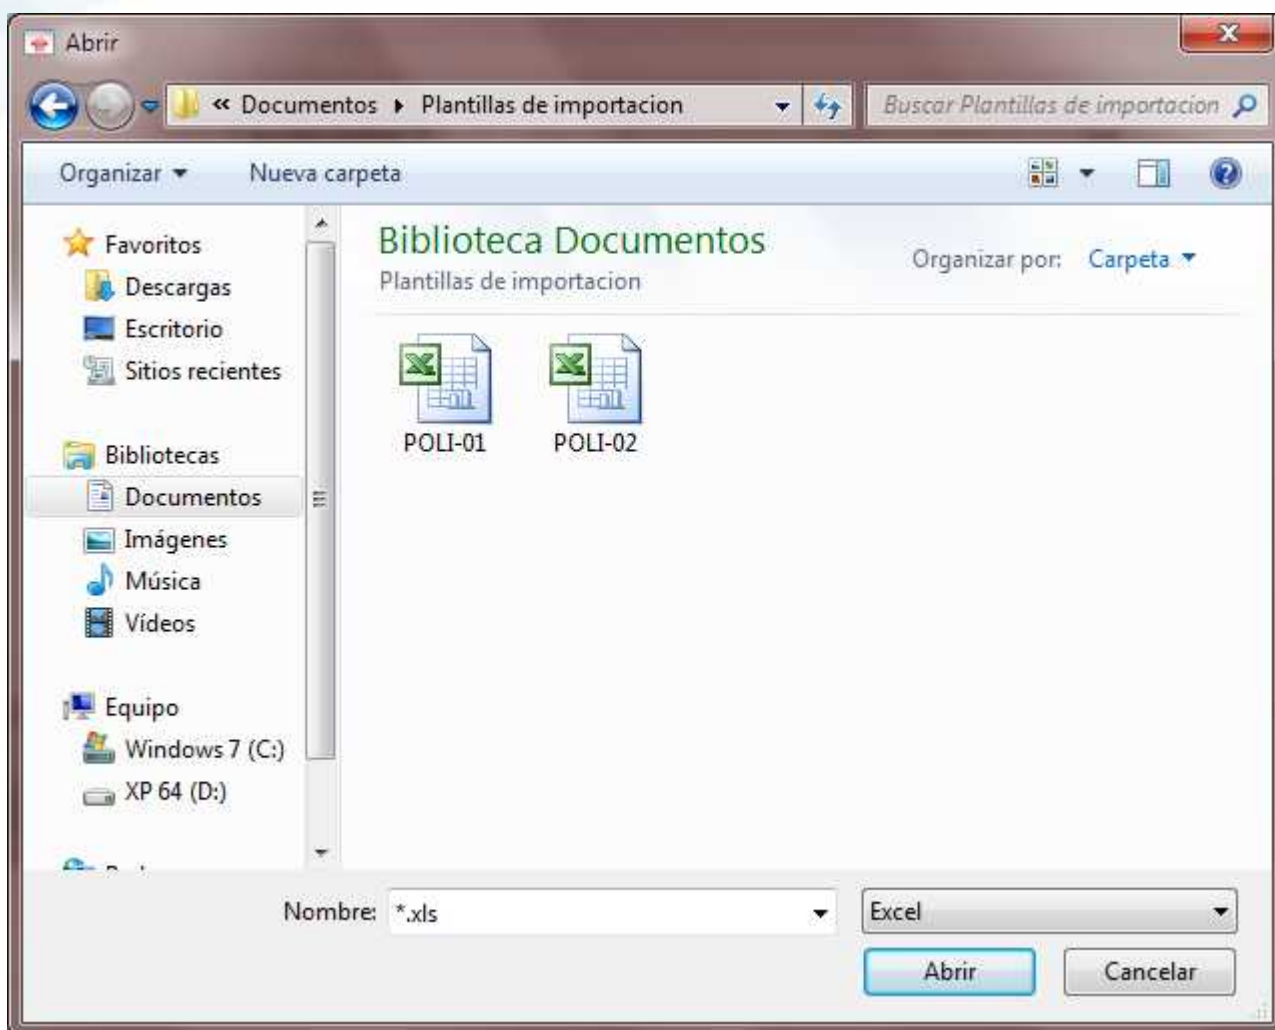 Abrir
« Documentos ▸ Plantillas de importacion
Buscar Plantillas de importacion
Organizar
Nueva carpeta
Favoritos
Descargas
Escritorio
Sitios recientes
Bibliotecas
Documentos
Imágenes
Música
Vídeos
Equipo
Windows 7 (C:)
XP 64 (D:)
Biblioteca Documentos
Plantillas de importacion
Organizar por: Carpeta
POLI-01 POLI-02
Nombre: *.xls
Excel
Abrir
Cancelar